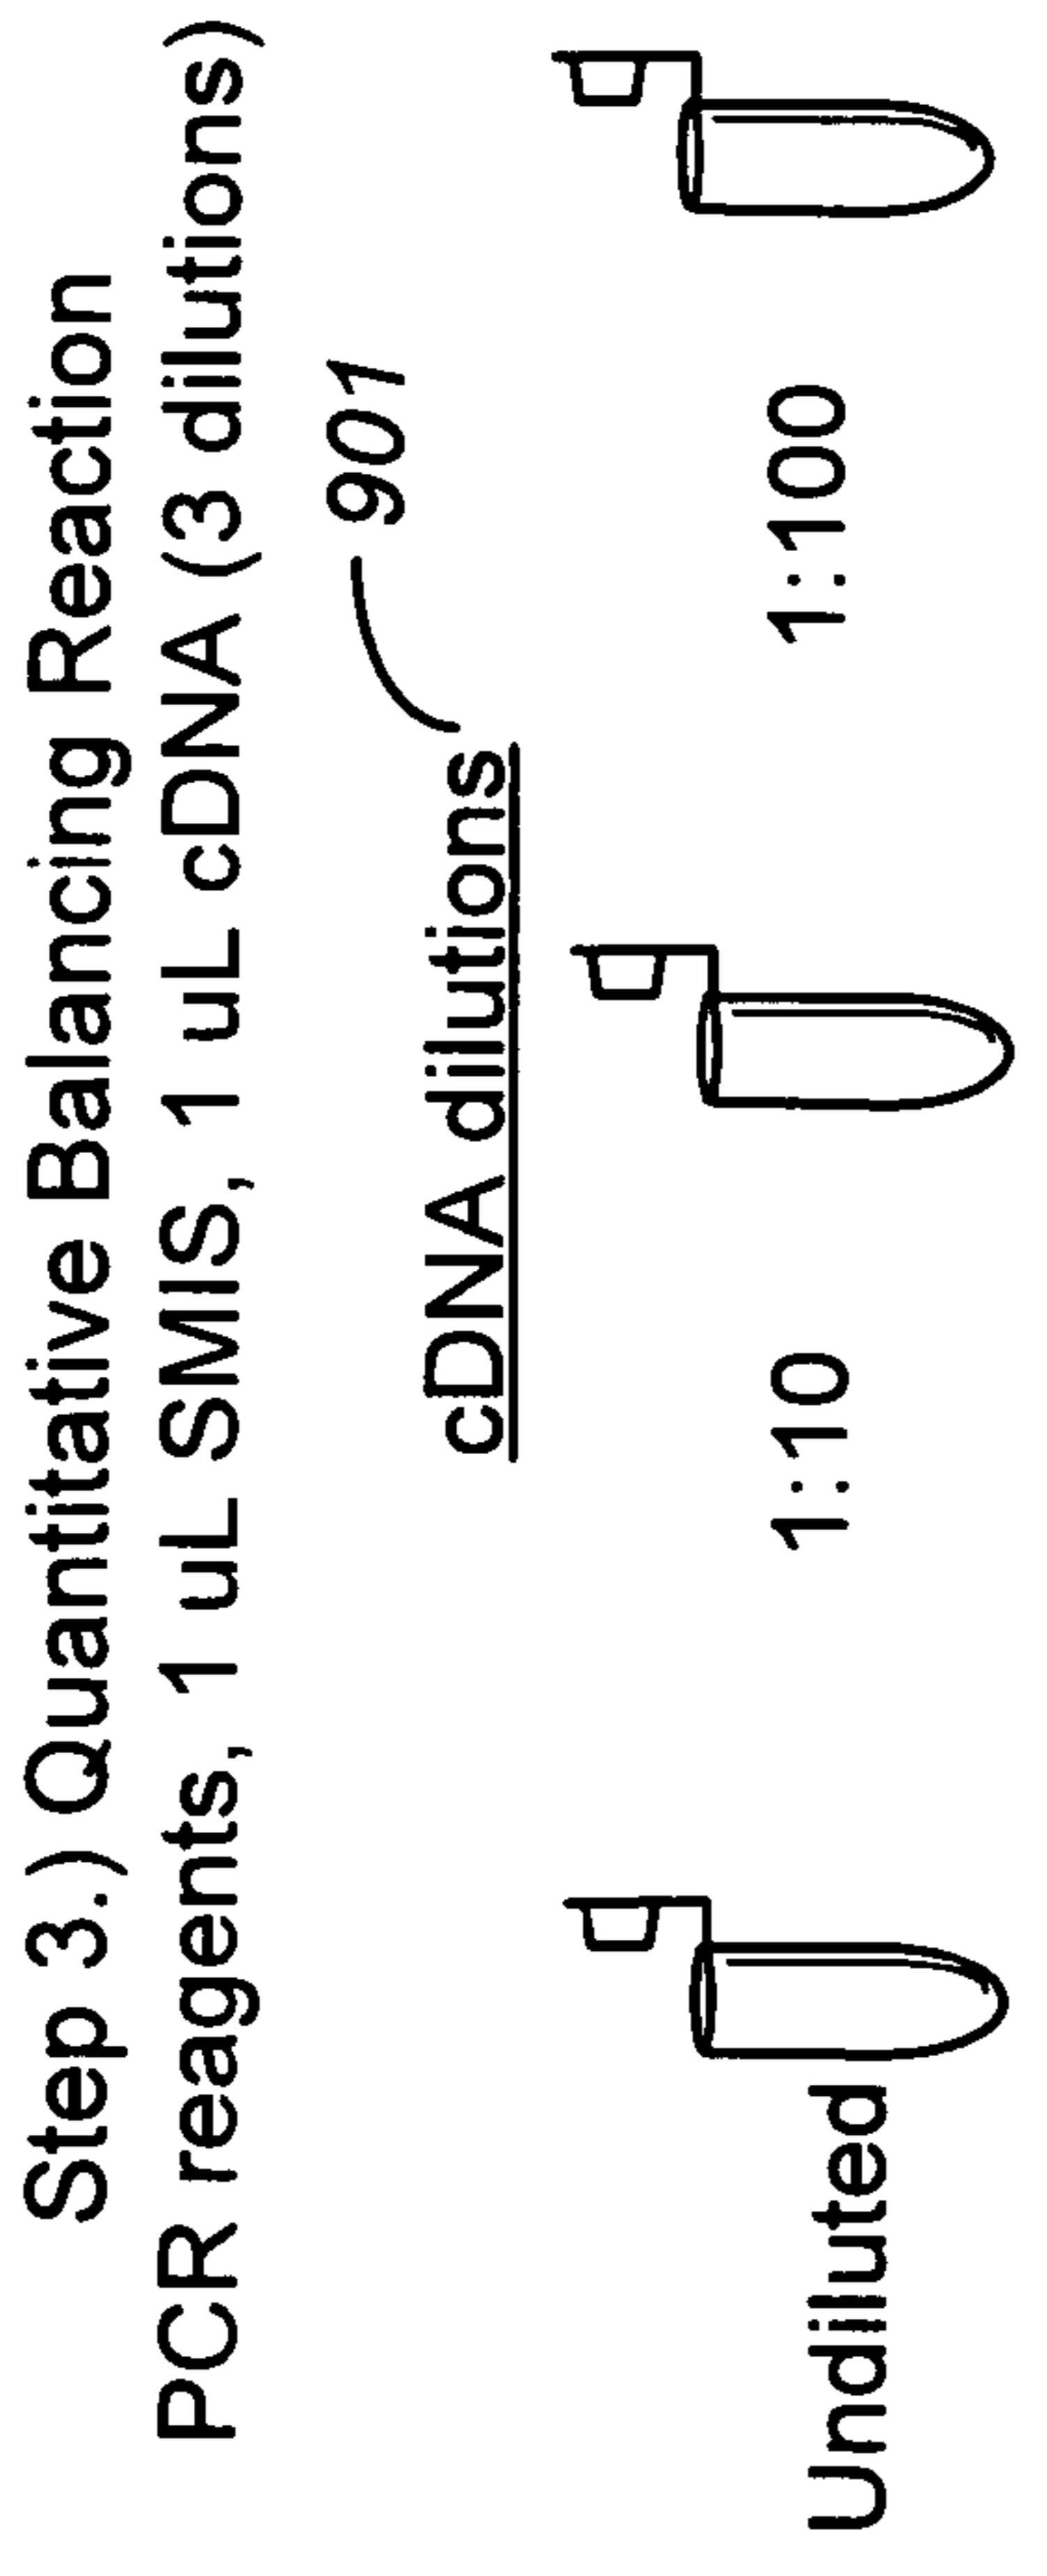 Step 3.) Quantitative Balancing Reaction
PCR reagents, 1 uL SMIS, 1 uL cDNA (3 dilutions)
901
cDNA dilutions
Undiluted 1:10 1:100